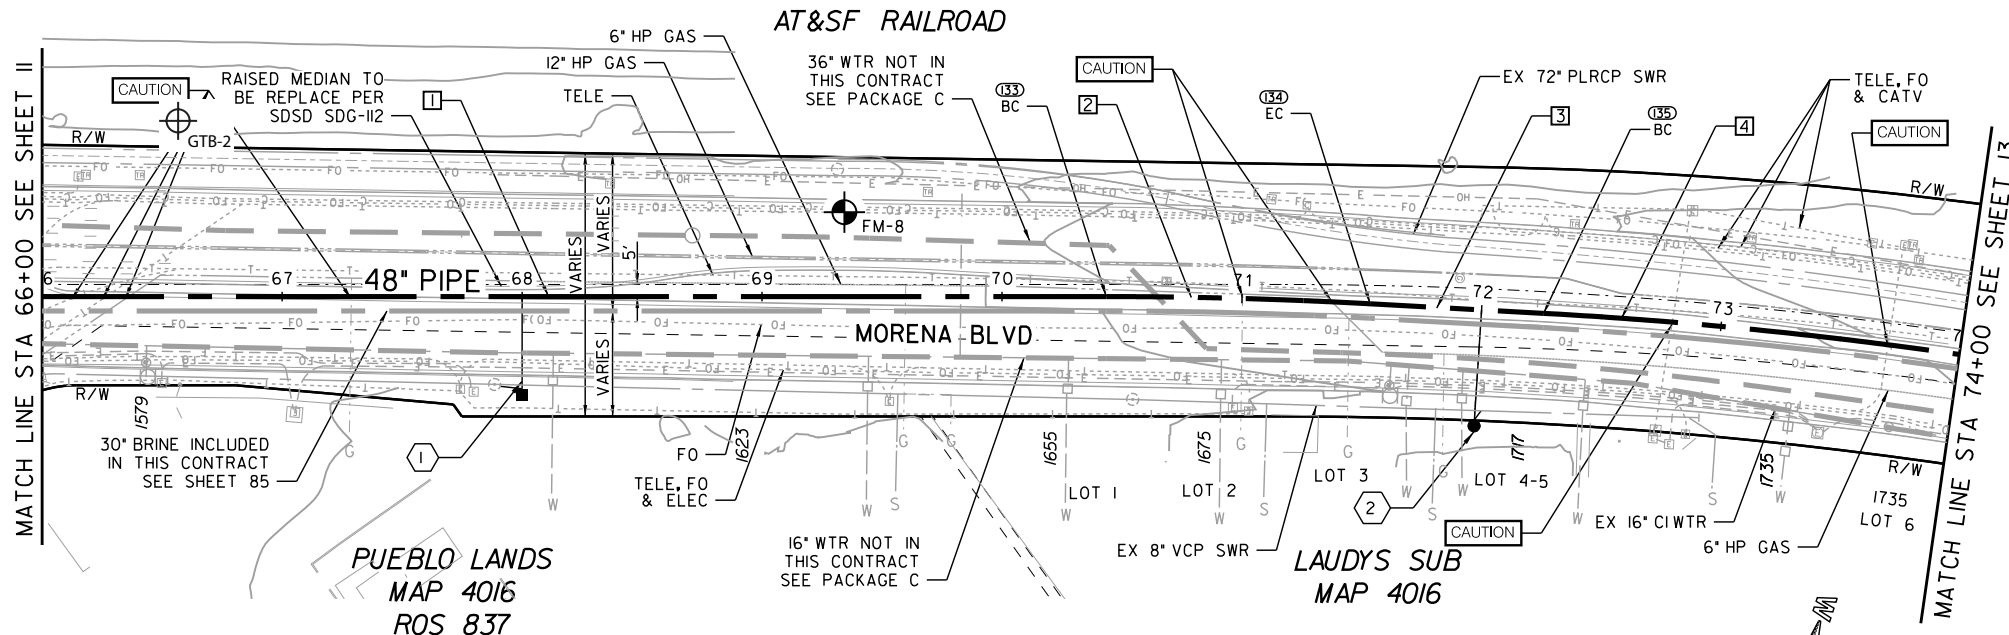 AT&SF RAILROAD
MATCH LINE STA 66+00 SEE SHEET 11
CAUTION
RAISED MEDIAN TO
BE REPLACE PER
SDSD SDG-112
GTB-2
R/W
1
6" HP GAS
12" HP GAS
TELE
36" WTR NOT IN
THIS CONTRACT
SEE PACKAGE C
133
BC
2
CAUTION
134
EC
EX 72" PLRCP SWR
3
135
BC
4
TELE, FO
& CATV
CAUTION
R/W
MATCH LINE STA 74+00 SEE SHEET 13
FM-8
VARIES
VARIES
5'
VARIES
6
67
48" PIPE
68
69
70
71
72
73
7
MORENA BLVD
R/W
1579
30" BRINE INCLUDED
IN THIS CONTRACT
SEE SHEET 85
1
FO
1623
TELE, FO
& ELEC
16" WTR NOT IN
THIS CONTRACT
SEE PACKAGE C
1655
LOT 1
1675
LOT 2
EX 8" VCP SWR
LOT 3
2
1717
LOT 4-5
CAUTION
EX 16" CI WTR
1735
6" HP GAS
R/W
1735
LOT 6
PUEBLO LANDS
MAP 4016
ROS 837
LAUDYS SUB
MAP 4016